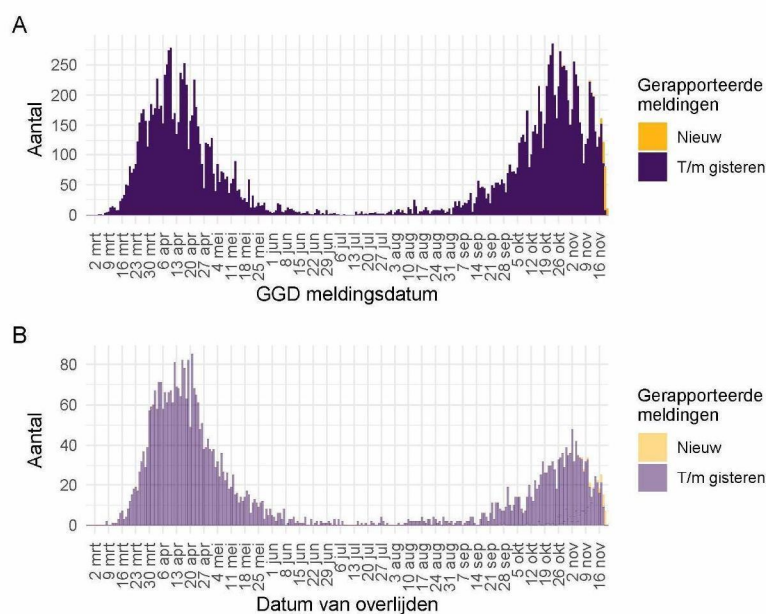 A
Aantal
250
200
150
100
50
0
2 mrt
9 mrt
16 mrt
23 mrt
30 mrt
6 apr
13 apr
20 apr
27 apr
4 mei
11 mei
18 mei
25 mei
1 jun
8 jun
15 jun
22 jun
29 jun
6 jul
13 jul
20 jul
27 jul
3 aug
10 aug
17 aug
24 aug
31 aug
7 sep
14 sep
21 sep
28 sep
5 okt
12 okt
19 okt
26 okt
2 nov
9 nov
16 nov
GGD meldingsdatum
Gerapporteerde
meldingen
Nieuw
T/m gisteren
B
Aantal
80
60
40
20
0
2 mrt
9 mrt
16 mrt
23 mrt
30 mrt
6 apr
13 apr
20 apr
27 apr
4 mei
11 mei
18 mei
25 mei
1 jun
8 jun
15 jun
22 jun
29 jun
6 jul
13 jul
20 jul
27 jul
3 aug
10 aug
17 aug
24 aug
31 aug
7 sep
14 sep
21 sep
28 sep
5 okt
12 okt
19 okt
26 okt
2 nov
9 nov
16 nov
Datum van overlijden
Gerapporteerde
meldingen
Nieuw
T/m gisteren